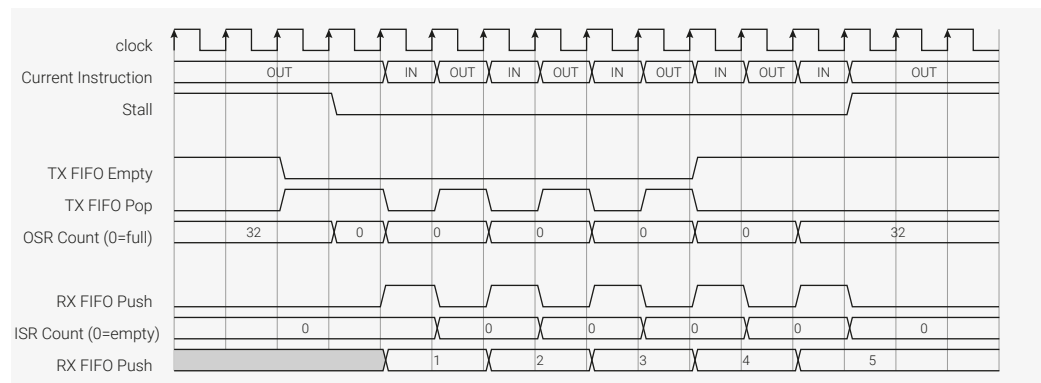 clock
Current Instruction OUT IN OUT IN OUT IN OUT IN OUT IN OUT
Stall
TX FIFO Empty
TX FIFO Pop
OSR Count (0=full) 32 0 0 0 0 0 32
RX FIFO Push
ISR Count (0=empty) 0 0 0 0 0 0
RX FIFO Push 1 2 3 4 5